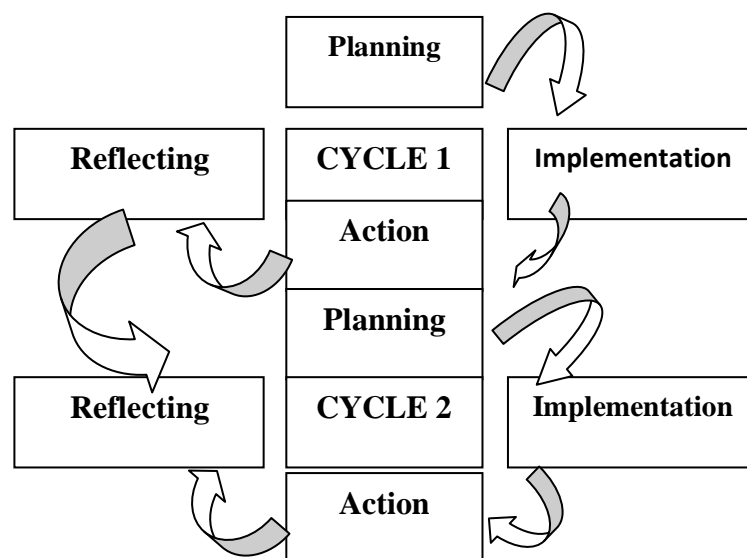 Planning
Reflecting
CYCLE 1
Implementation
Action
Planning
Reflecting
CYCLE 2
Implementation
Action